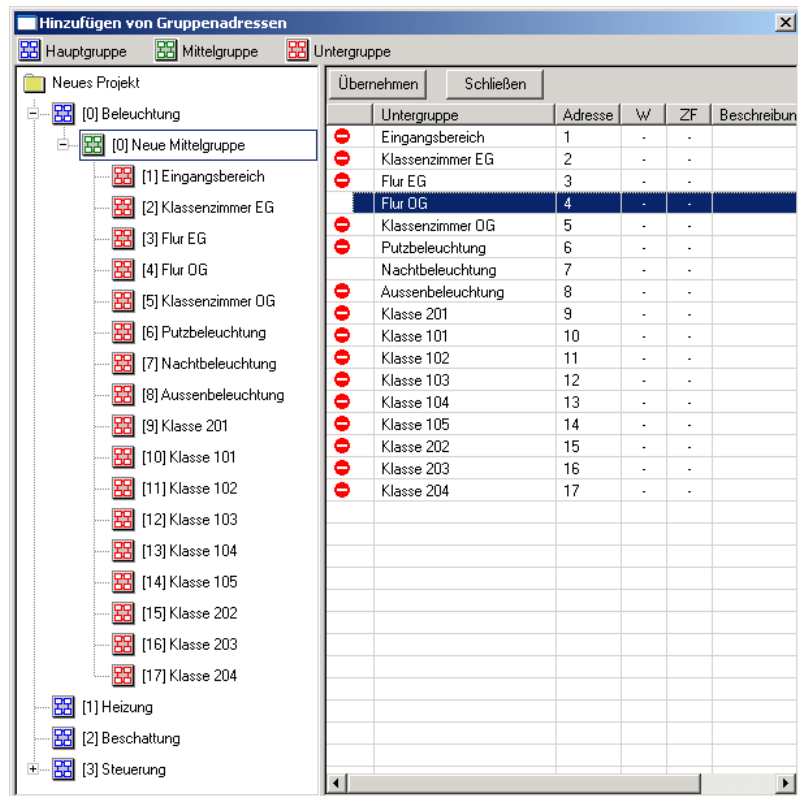 Hinzufügen von Gruppenadressen
Hauptgruppe Mittelgruppe Untergruppe
Neues Projekt
[0] Beleuchtung
[0] Neue Mittelgruppe
[1] Eingangsbereich
[2] Klassenzimmer EG
[3] Flur EG
[4] Flur OG
[5] Klassenzimmer OG
[6] Putzbeleuchtung
[7] Nachtbeleuchtung
[8] Aussenbeleuchtung
[9] Klasse 201
[10] Klasse 101
[11] Klasse 102
[12] Klasse 103
[13] Klasse 104
[14] Klasse 105
[15] Klasse 202
[16] Klasse 203
[17] Klasse 204
[1] Heizung
[2] Beschattung
[3] Steuerung
Übernehmen Schließen
Untergruppe Adresse W ZF Beschreibun
Eingangsbereich 1 - -
Klassenzimmer EG 2 - -
Flur EG 3 - -
Flur OG 4 - -
Klassenzimmer OG 5 - -
Putzbeleuchtung 6 - -
Nachtbeleuchtung 7 - -
Aussenbeleuchtung 8 - -
Klasse 201 9 - -
Klasse 101 10 - -
Klasse 102 11 - -
Klasse 103 12 - -
Klasse 104 13 - -
Klasse 105 14 - -
Klasse 202 15 - -
Klasse 203 16 - -
Klasse 204 17 - -